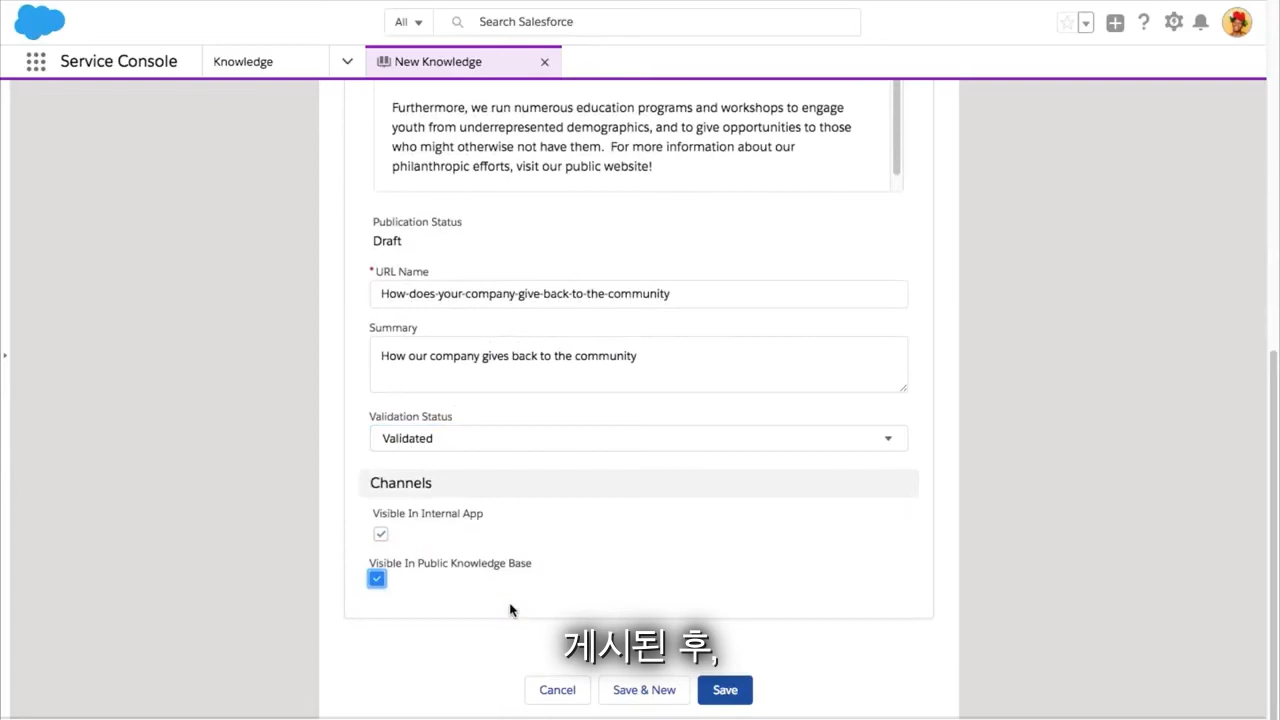 All
Search Salesforce
Service Console
Knowledge
New Knowledge
Furthermore, we run numerous education programs and workshops to engage
youth from underrepresented demographics, and to give opportunities to those
who might otherwise not have them. For more information about our
philanthropic efforts, visit our public website!
Publication Status
Draft
*URL Name
How-does-your-company-give-back-to-the-community
Summary
How our company gives back to the community
Validation Status
Validated
Channels
Visible In Internal App
Visible In Public Knowledge Base
게시된 후,
Cancel
Save & New
Save